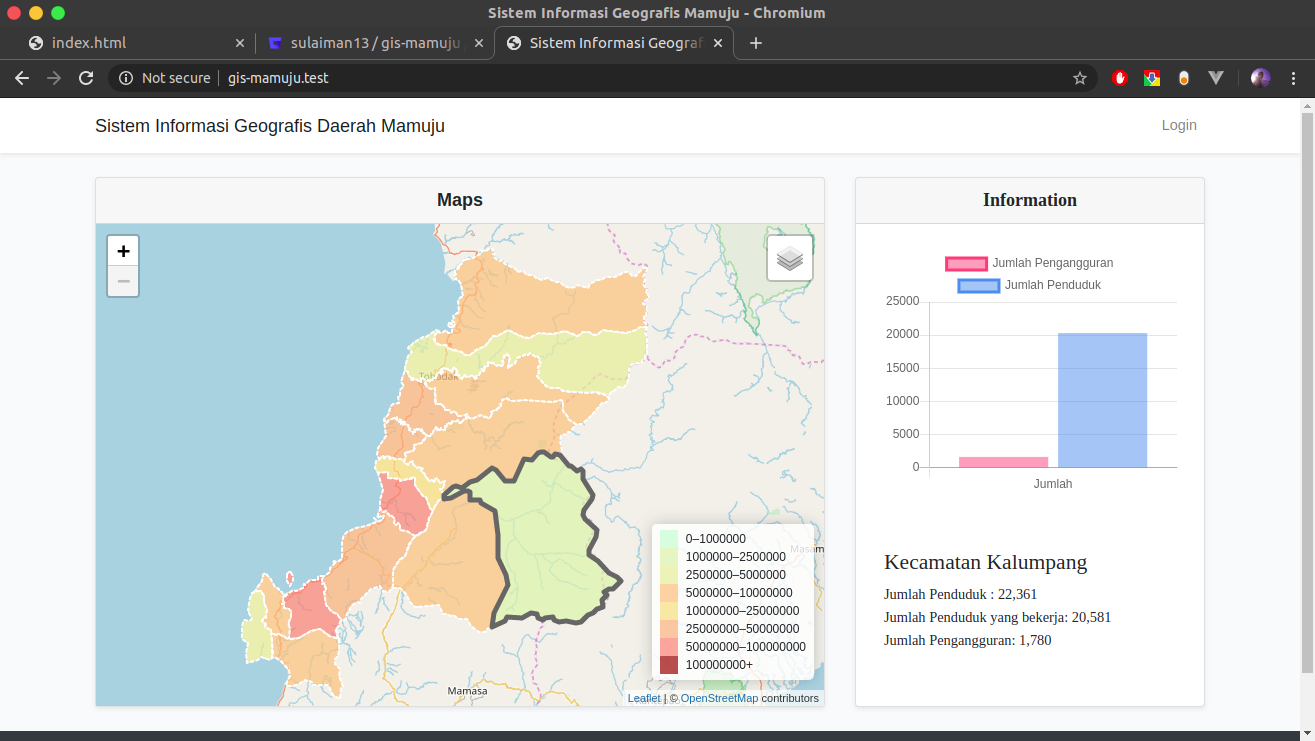 Sistem Informasi Geografis Mamuju - Chromium
index.html
sulaiman13 / gis-mamuju
Sistem Informasi Geograf
Not secure
gis-mamuju.test
Sistem Informasi Geografis Daerah Mamuju
Login
Maps
+
−
Tobadak
Mamasa
0–1000000
1000000–2500000
2500000–5000000
5000000–10000000
10000000–25000000
25000000–50000000
50000000–100000000
100000000+
Leaflet | © OpenStreetMap contributors
Information
Jumlah Pengangguran
Jumlah Penduduk
25000
20000
15000
10000
5000
0
Jumlah
Kecamatan Kalumpang
Jumlah Penduduk : 22,361
Jumlah Penduduk yang bekerja: 20,581
Jumlah Pengangguran: 1,780